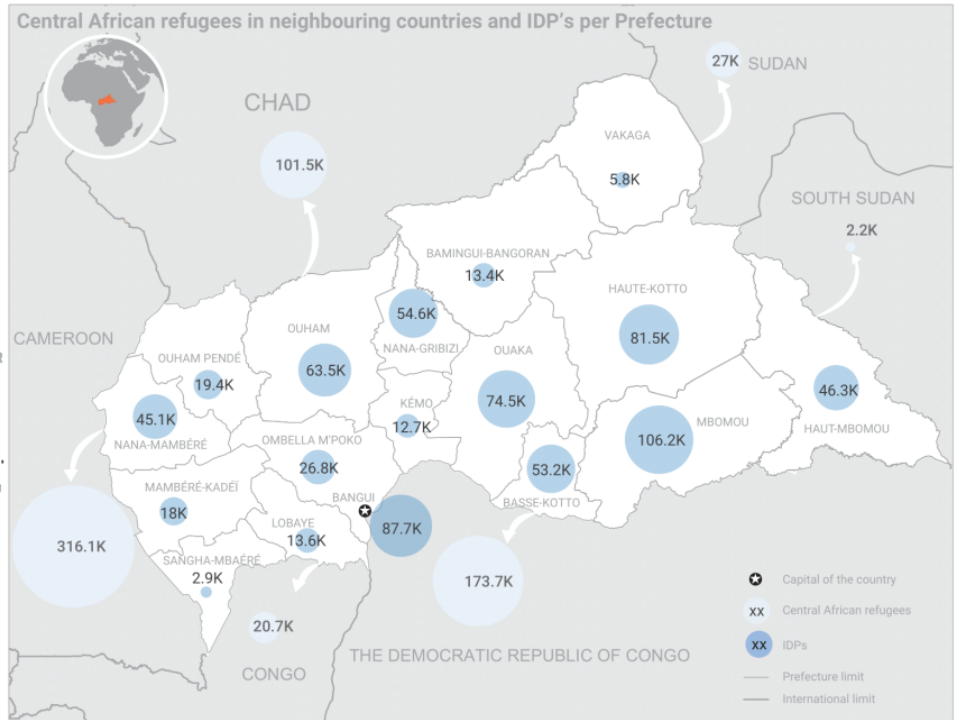 Central African refugees in neighbouring countries and IDP's per Prefecture
27K
SUDAN
CHAD
VAKAGA
101.5K
5.8K
SOUTH SUDAN
2.2K
BAMINGUI-BANGORAN
13.4K
HAUTE-KOTTO
54.6K
OUHAM
CAMEROON
81.5K
NANA-GRIBIZI
OUAKA
OUHAM PENDÉ
63.5K
19.4K
46.3K
74.5K
KÉMO
45.1K
12.7K
MBOMOU
HAUT-MBOMOU
NANA-MAMBÉRÉ
OMBELLA M'POKO
106.2K
26.8K
53.2K
MAMBÉRÉ-KADÉÏ
BANGUI
BASSE-KOTTO
18K
LOBAYE
87.7K
13.6K
316.1K
SANGHA-MBAÉRÉ
2.9K
173.7K
Capital of the country
XX
Central African refugees
20.7K
XX
IDPs
THE DEMOCRATIC REPUBLIC OF CONGO
CONGO
Prefecture limit
International limit